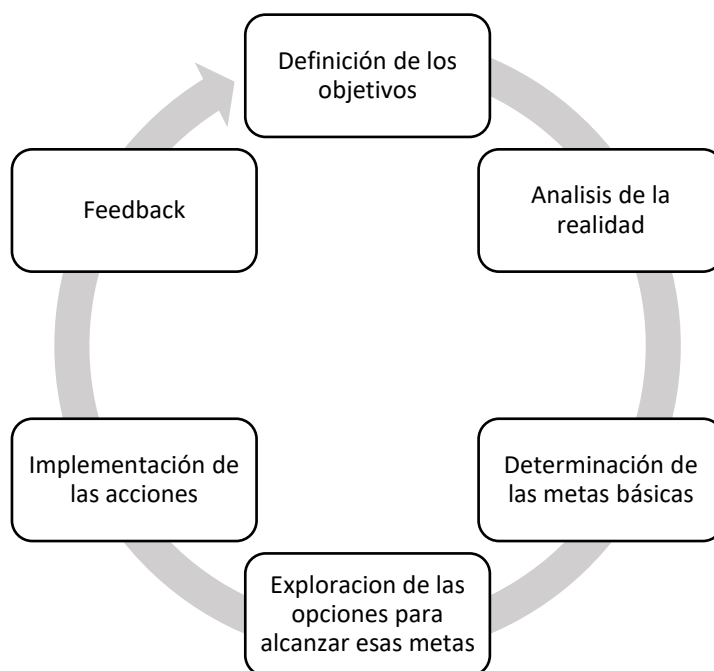 Definición de los
objetivos
Analisis de la
realidad
Determinación de
las metas básicas
Exploracion de las
opciones para
alcanzar esas metas
Implementación de
las acciones
Feedback